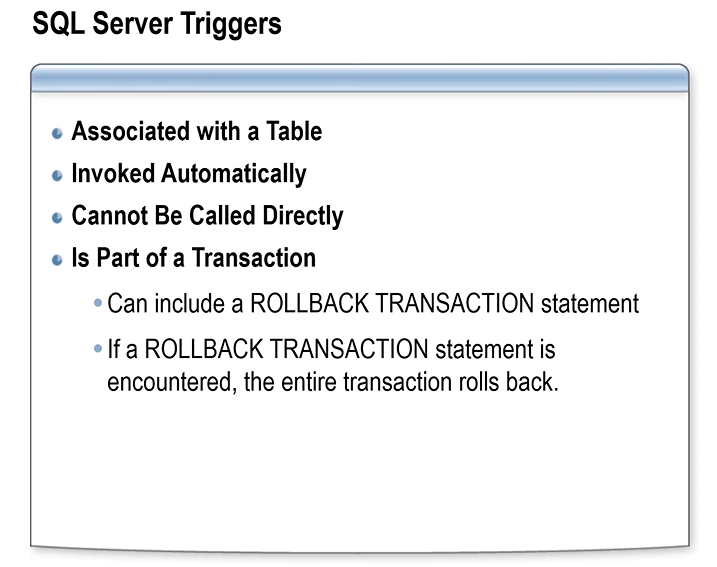 SQL Server Triggers
Associated with a Table
Invoked Automatically
Cannot Be Called Directly
Is Part of a Transaction
Can include a ROLLBACK TRANSACTION statement
If a ROLLBACK TRANSACTION statement is
encountered, the entire transaction rolls back.